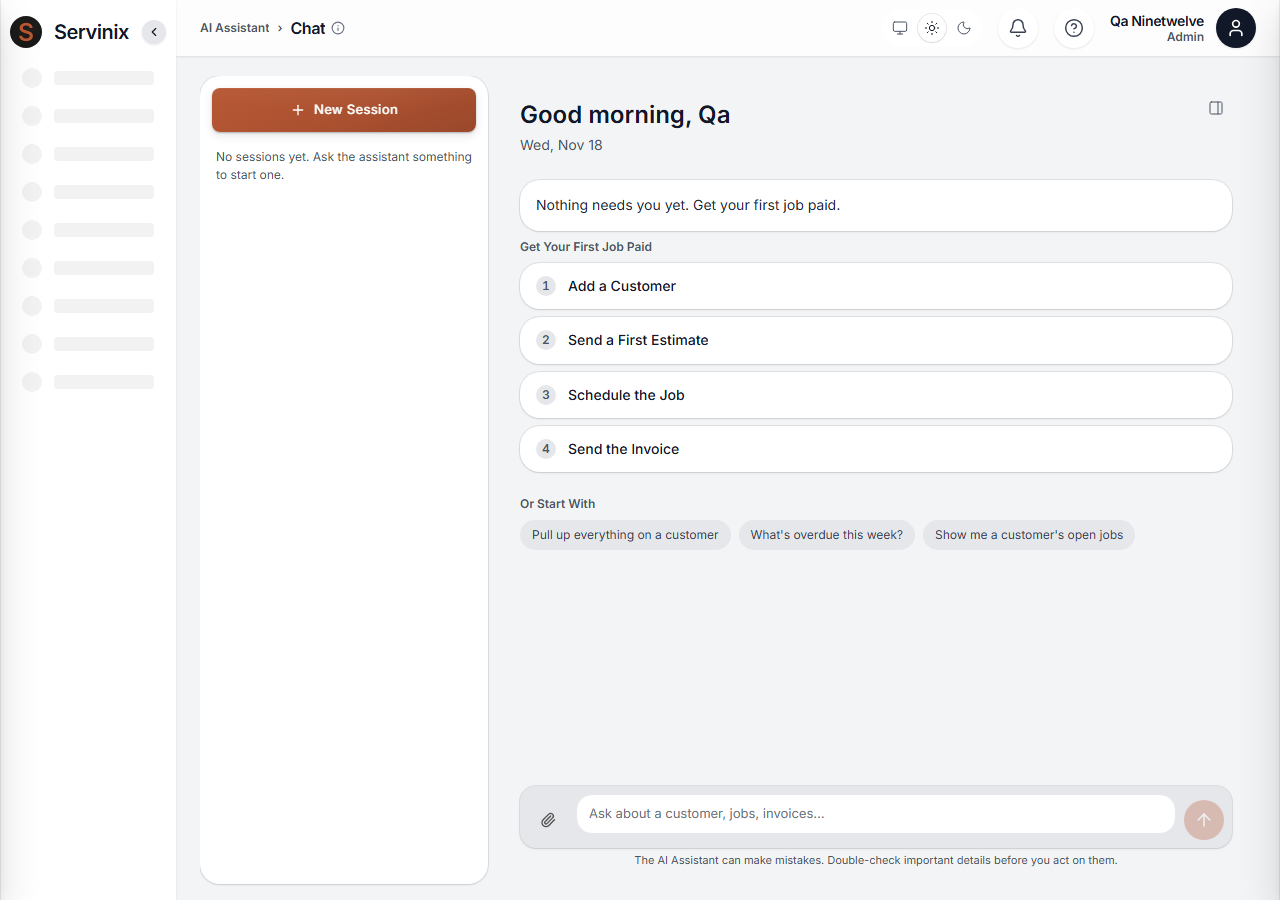 S Servinix
AI Assistant › Chat
Qa Ninetwelve
Admin
New Session
No sessions yet. Ask the assistant something
to start one.
Good morning, Qa
Wed, Nov 18
Nothing needs you yet. Get your first job paid.
Get Your First Job Paid
1 Add a Customer
2 Send a First Estimate
3 Schedule the Job
4 Send the Invoice
Or Start With
Pull up everything on a customer What's overdue this week? Show me a customer's open jobs
Ask about a customer, jobs, invoices...
The AI Assistant can make mistakes. Double-check important details before you act on them.